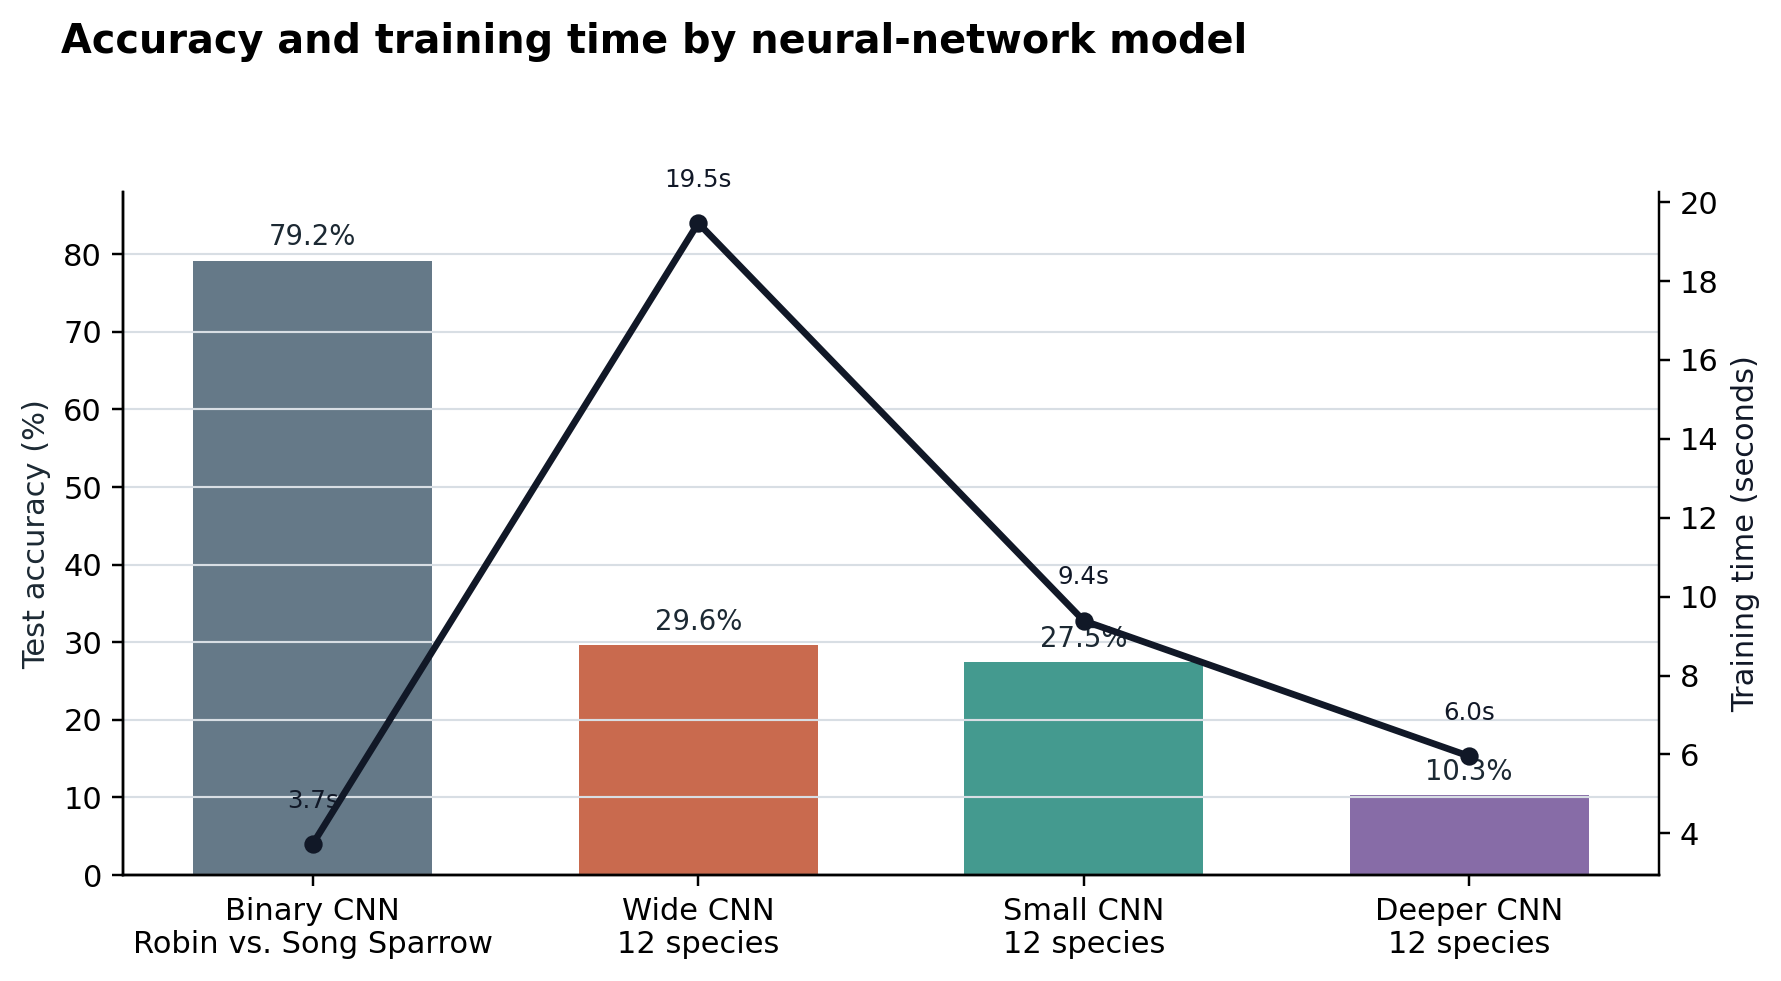 Accuracy and training time by neural-network model
19.5s
79.2%
9.4s
29.6%
27.5%
6.0s
10.3%
3.7s
Test accuracy (%)
80
70
60
50
40
30
20
10
0
Training time (seconds)
20
18
16
14
12
10
8
6
4
Binary CNN
Robin vs. Song Sparrow
Wide CNN
12 species
Small CNN
12 species
Deeper CNN
12 species